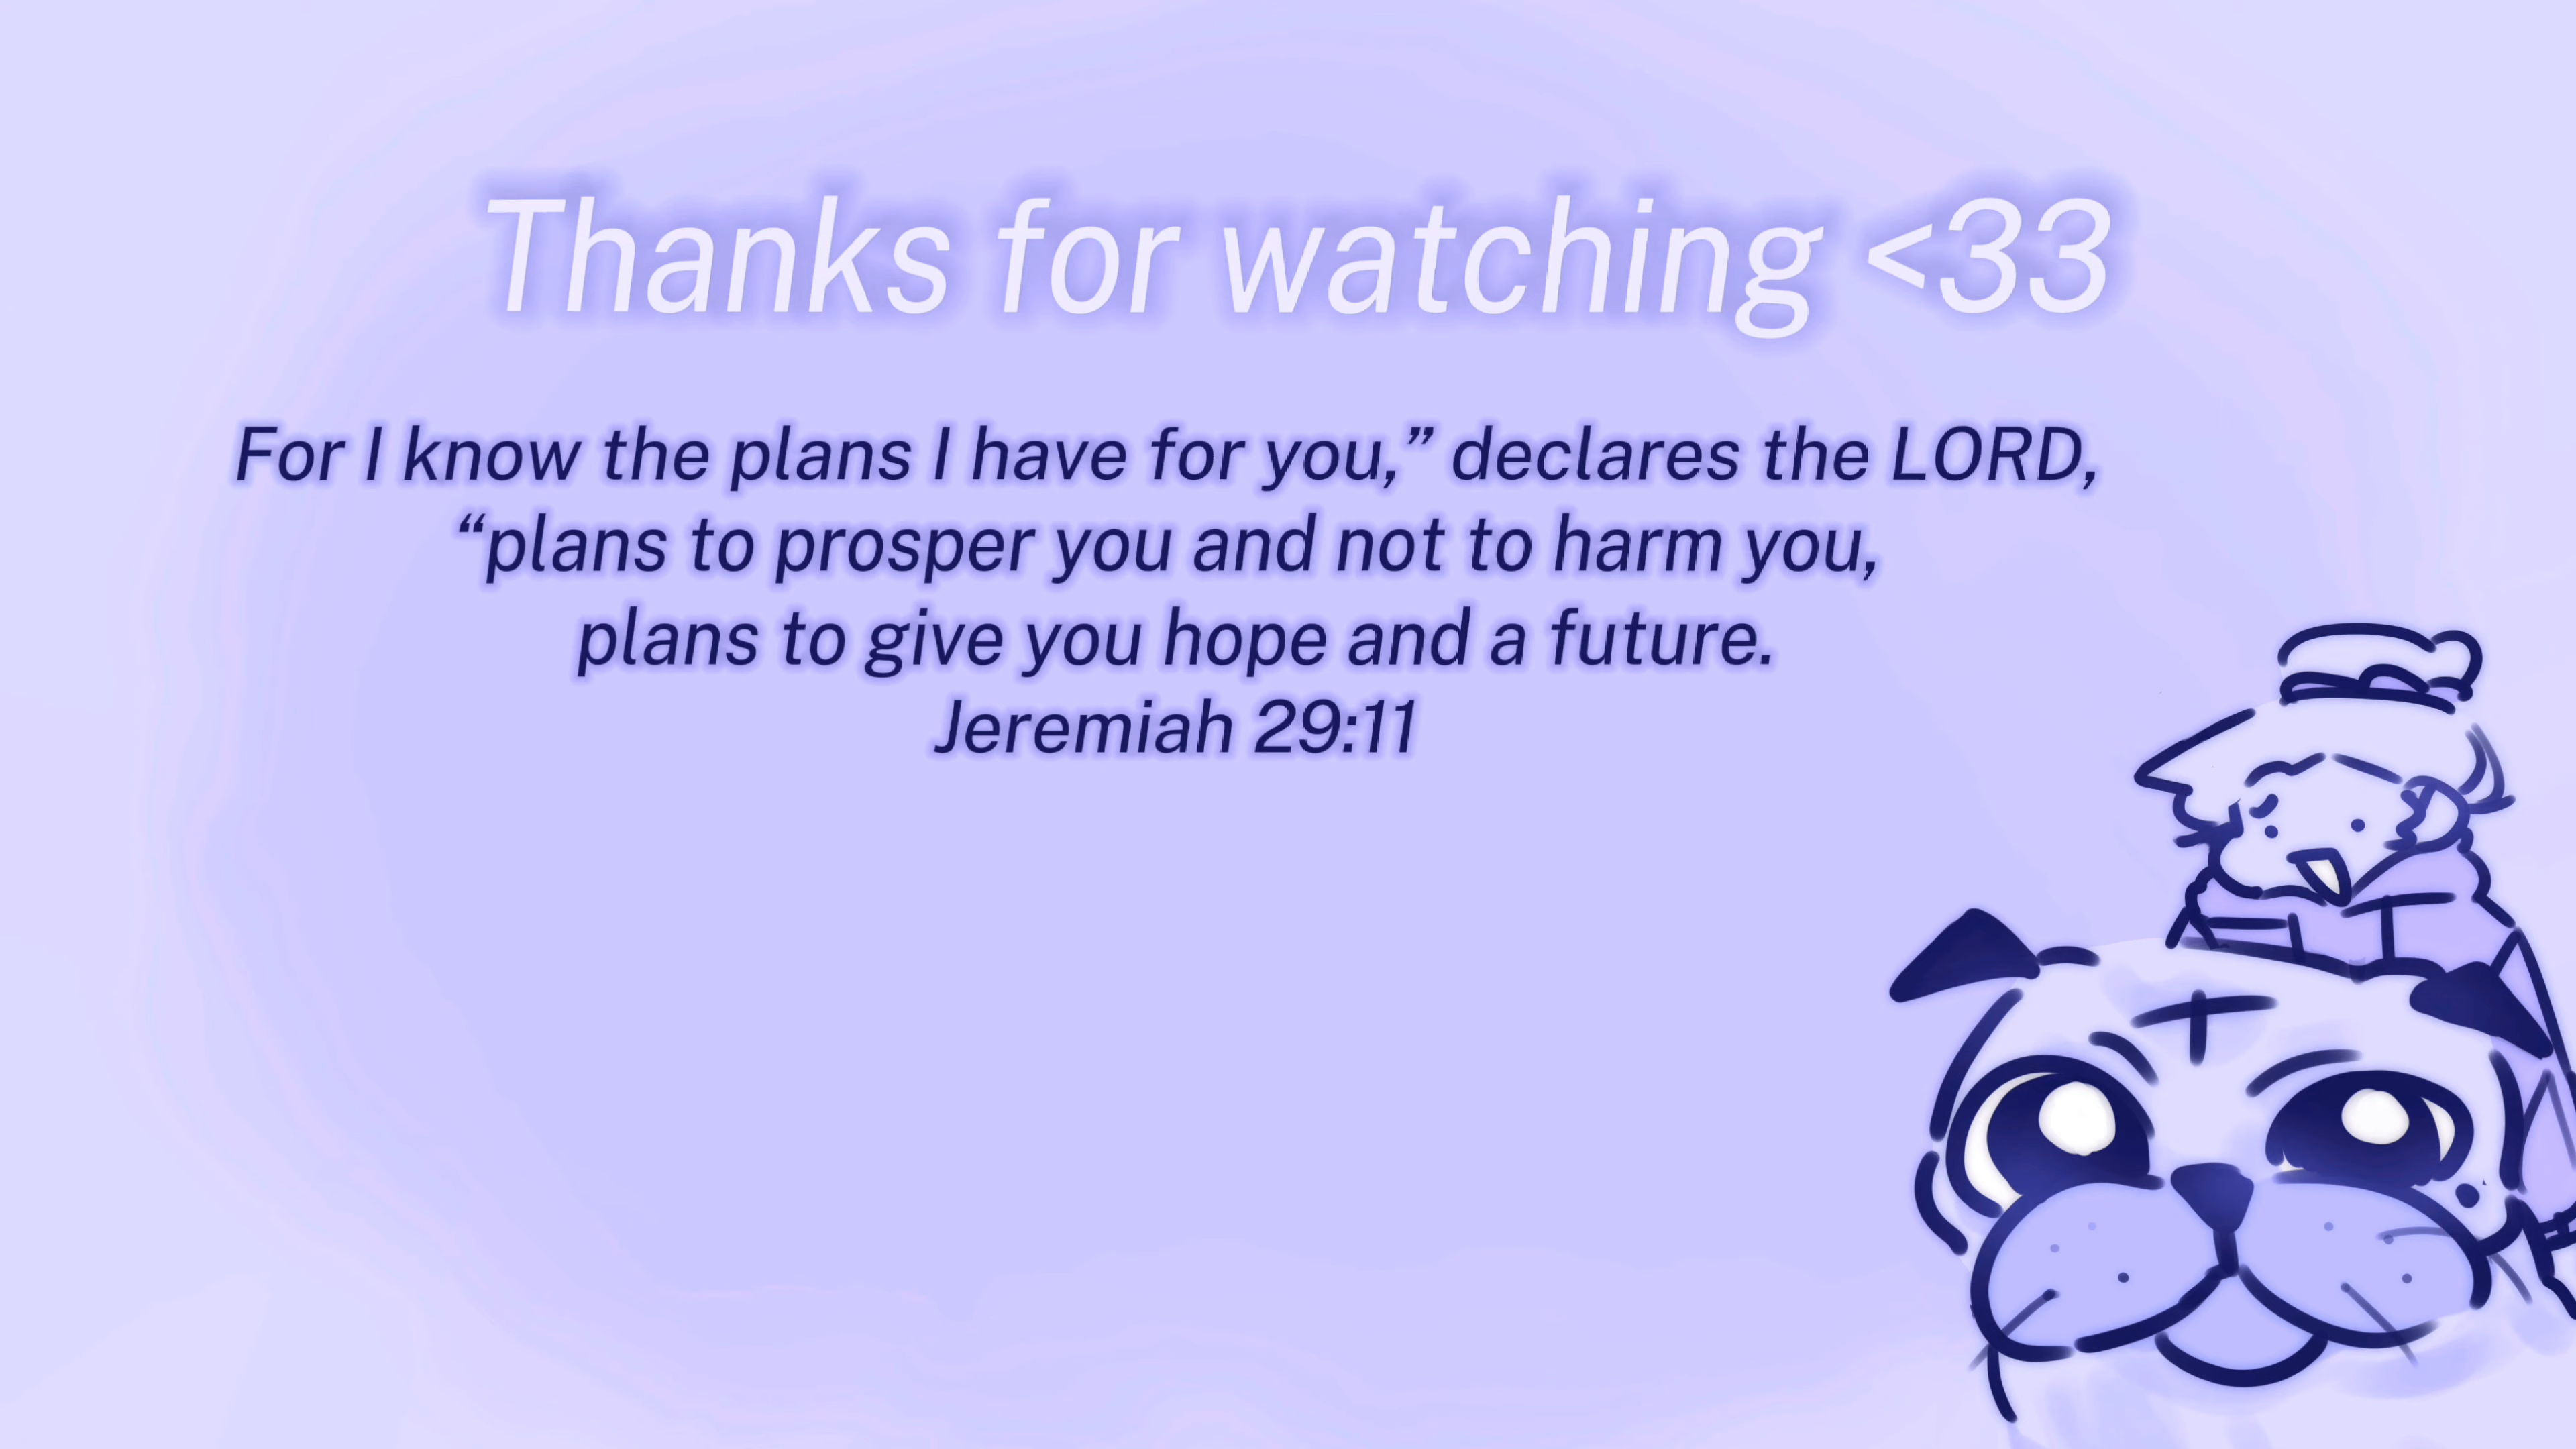 Thanks for watching <33
For I know the plans I have for you,” declares the LORD,
“plans to prosper you and not to harm you,
plans to give you hope and a future.
Jeremiah 29:11